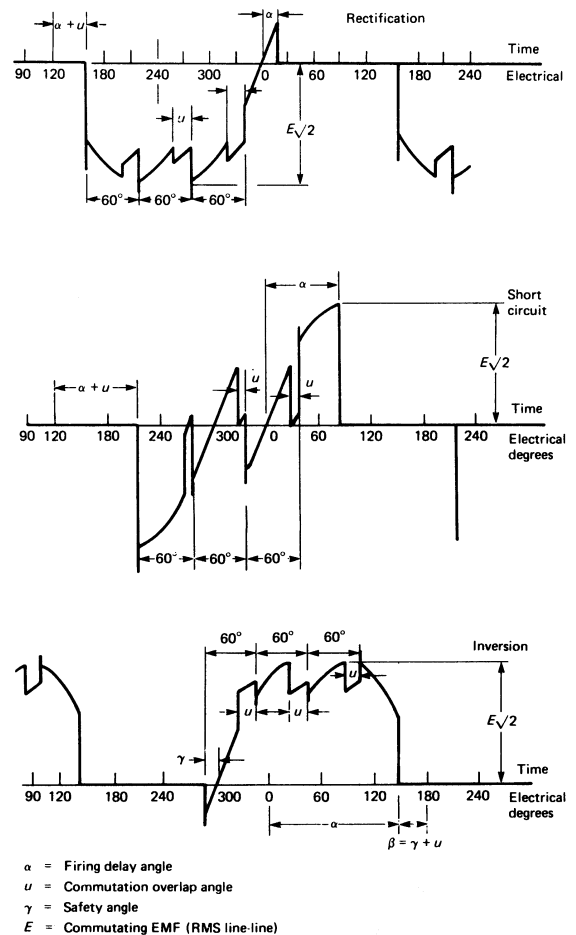 Rectification
α + u
α
Time
90 120 180 240 300 0 60 120 180 240
Electrical
u
E√2
60° 60° 60°
α
Short
circuit
E√2
u
u
α + u
Time
90 120 240 300 0 60 120 180 240
Electrical
degrees
60° 60° 60°
60° 60° 60°
Inversion
u
u u
E√2
γ
Time
90 120 180 240 300 0 60 120 180 240
Electrical
degrees
α
β = γ + u
α = Firing delay angle
u = Commutation overlap angle
γ = Safety angle
E = Commutating EMF (RMS line-line)